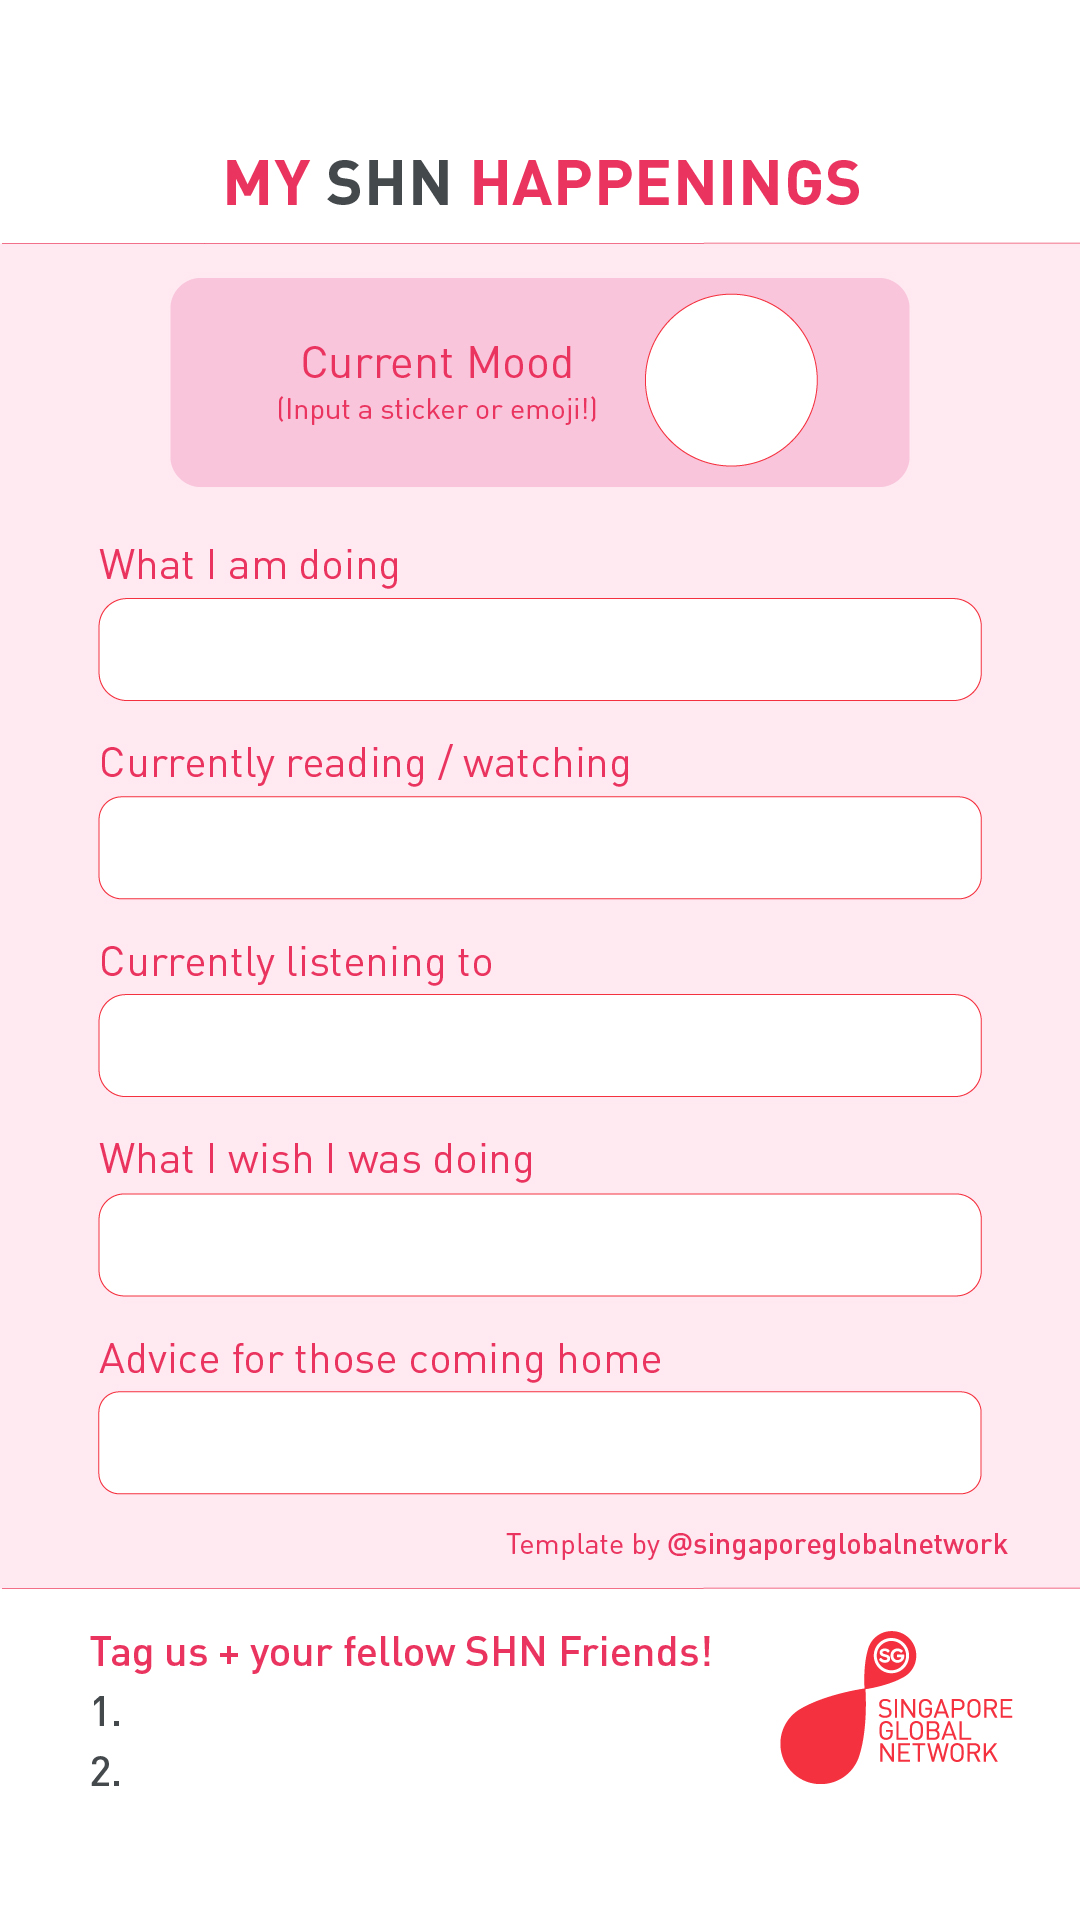 MY SHN HAPPENINGS
Current Mood
(Input a sticker or emoji!)
What I am doing
Currently reading / watching
Currently listening to
What I wish I was doing
Advice for those coming home
Template by @singaporeglobalnetwork
Tag us + your fellow SHN Friends!
1.
2.
SG
SINGAPORE
GLOBAL
NETWORK